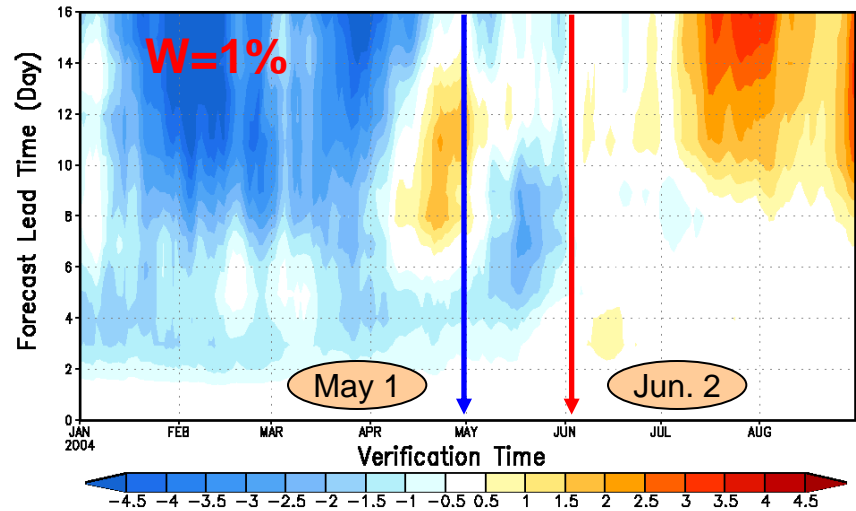 W=1%
Forecast Lead Time (Day)
16
14
12
10
8
6
4
2
0
May 1
Jun. 2
JAN FEB MAR APR MAY JUN JUL AUG
2004
Verification Time
-4.5 -4 -3.5 -3 -2.5 -2 -1.5 -1 -0.5 0.5 1 1.5 2 2.5 3 3.5 4 4.5